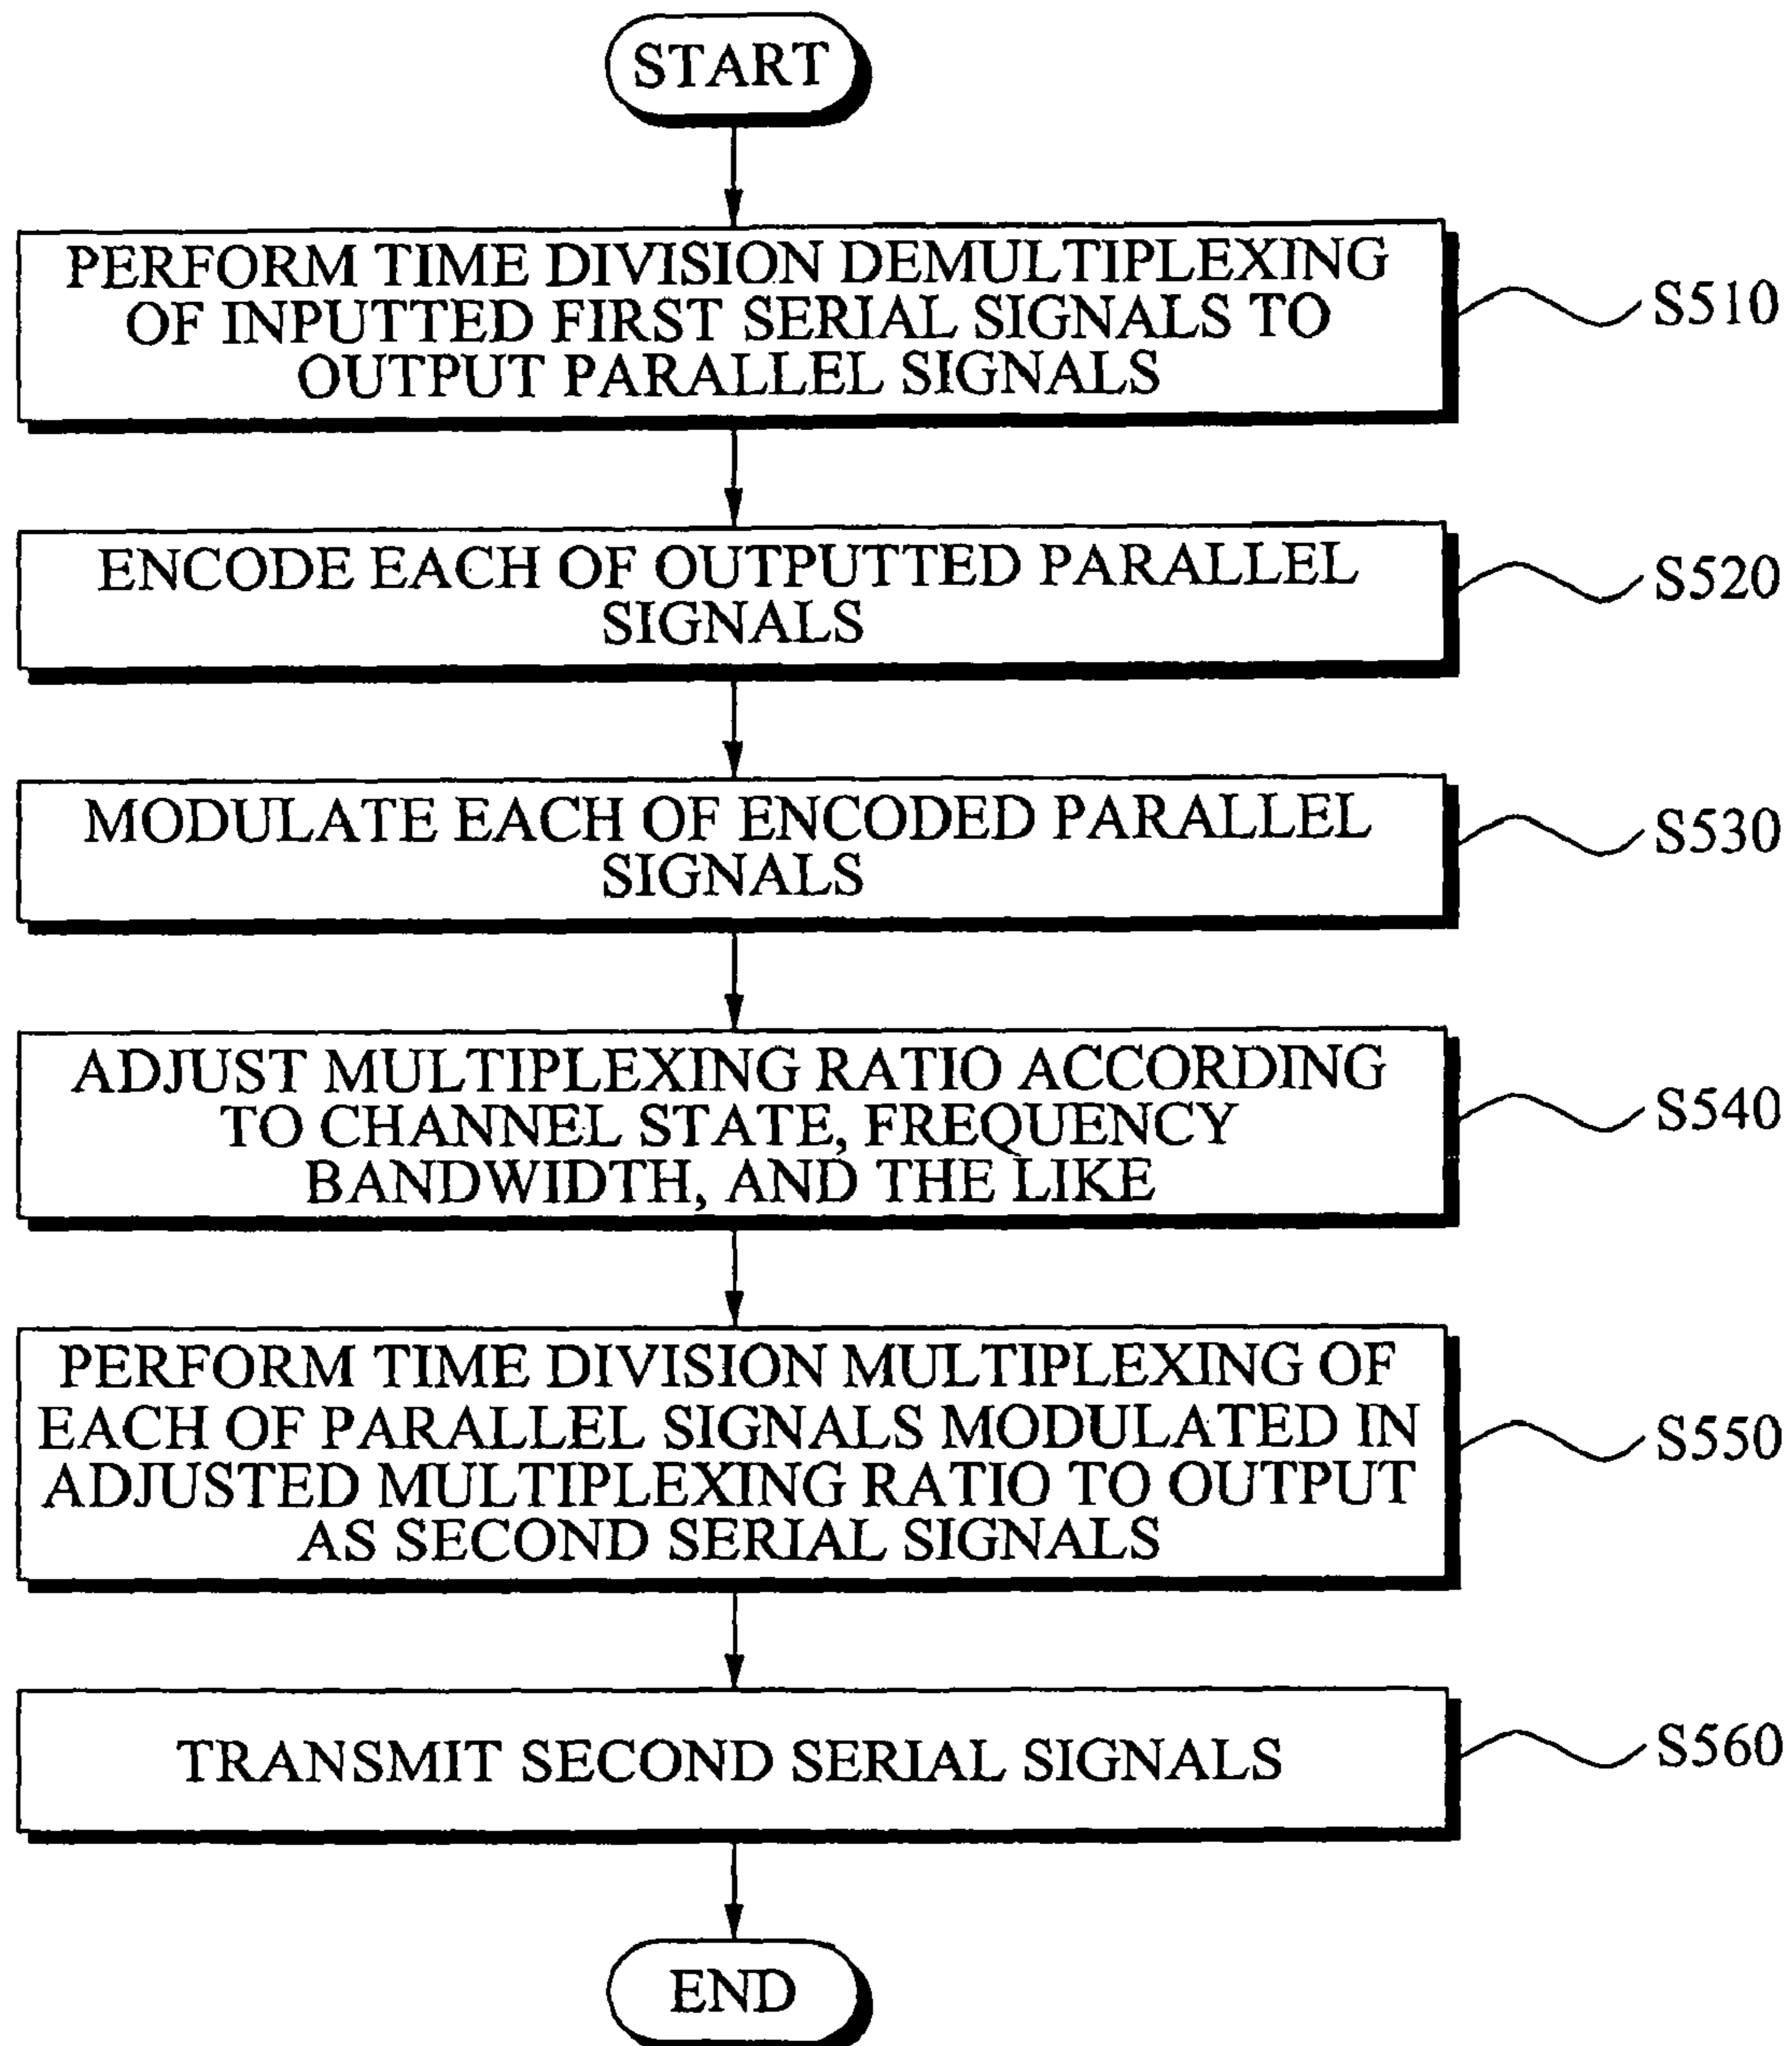 START
PERFORM TIME DIVISION DEMULTIPLEXING
OF INPUTTED FIRST SERIAL SIGNALS TO
OUTPUT PARALLEL SIGNALS
S510
ENCODE EACH OF OUTPUTTED PARALLEL
SIGNALS
S520
MODULATE EACH OF ENCODED PARALLEL
SIGNALS
S530
ADJUST MULTIPLEXING RATIO ACCORDING
TO CHANNEL STATE, FREQUENCY
BANDWIDTH, AND THE LIKE
S540
PERFORM TIME DIVISION MULTIPLEXING OF
EACH OF PARALLEL SIGNALS MODULATED IN
ADJUSTED MULTIPLEXING RATIO TO OUTPUT
AS SECOND SERIAL SIGNALS
S550
TRANSMIT SECOND SERIAL SIGNALS
S560
END